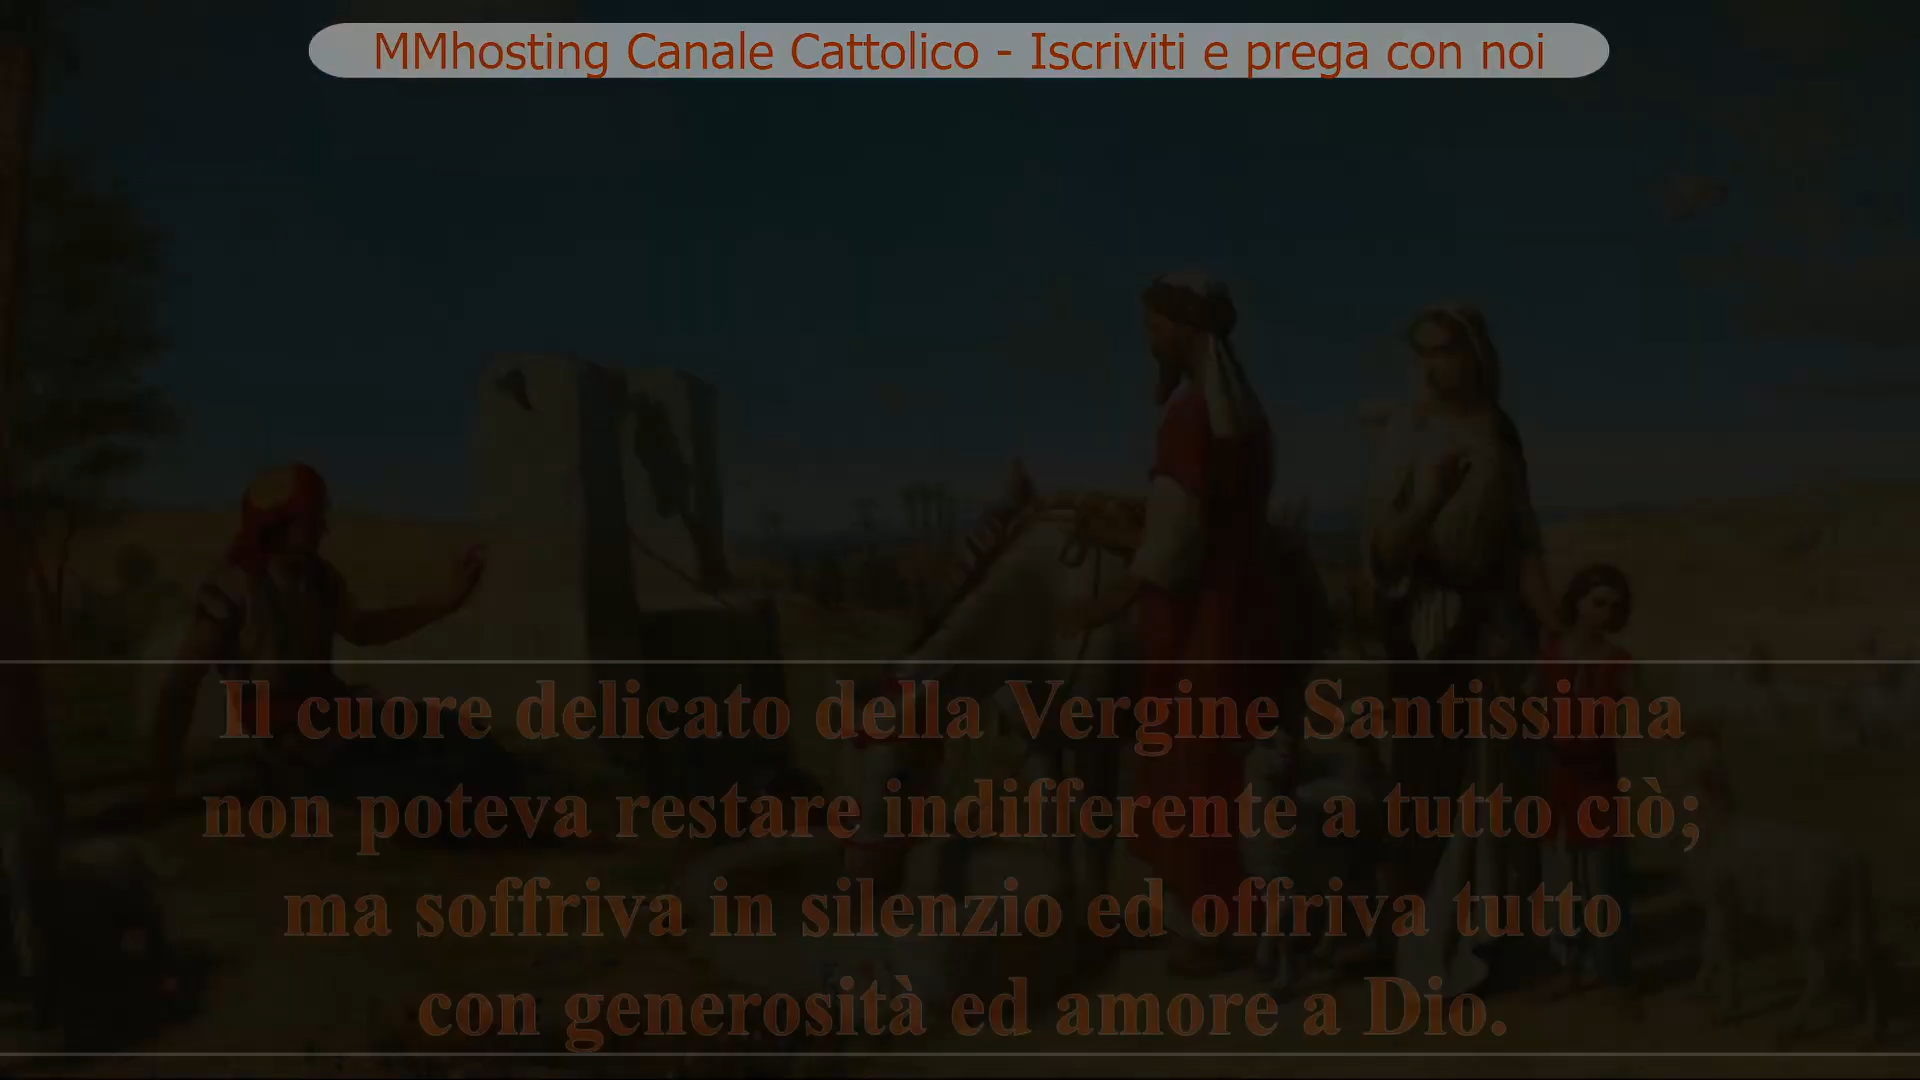 MMhosting Canale Cattolico - Iscriviti e prega con noi
Il cuore delicato della Vergine Santissima
non poteva restare indifferente a tutto ciò;
ma soffriva in silenzio ed offriva tutto
con generosità ed amore a Dio.